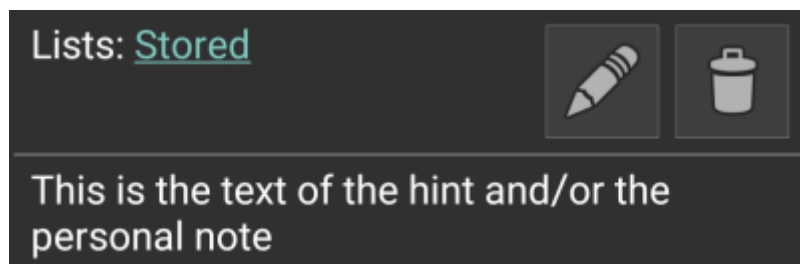 Lists: Stored
This is the text of the hint and/or the
personal note